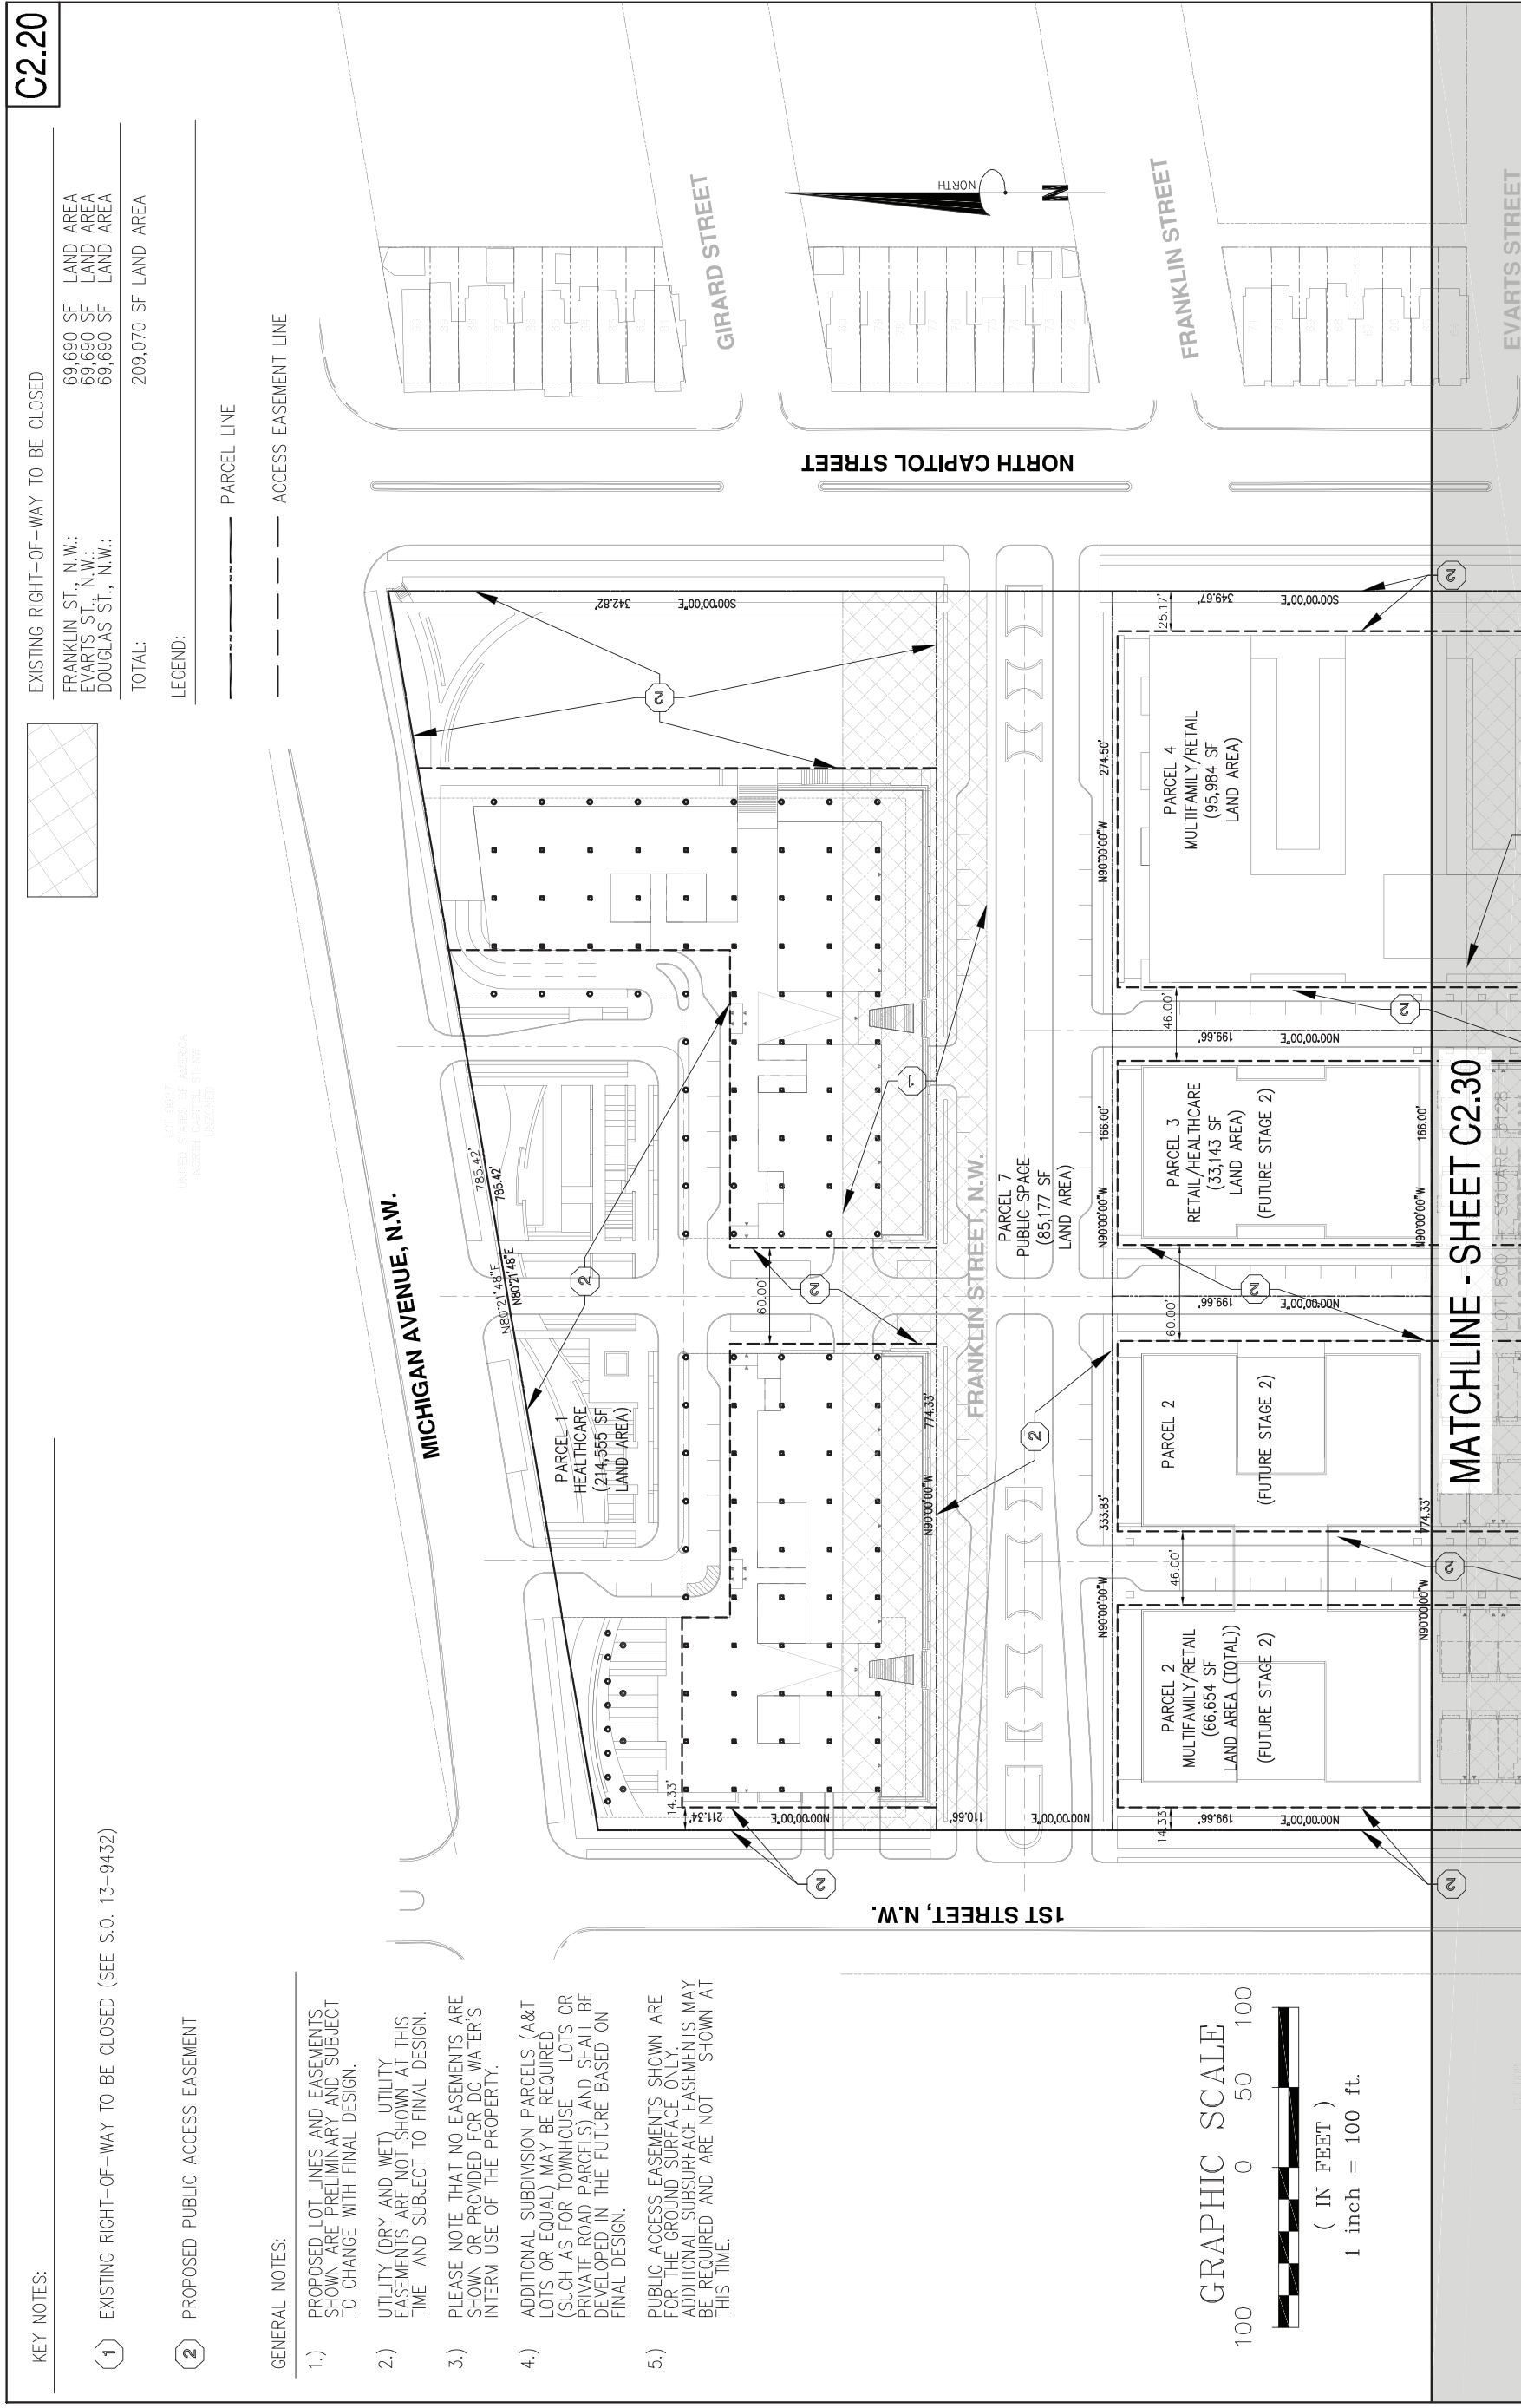 C2.20
KEY NOTES:
1 EXISTING RIGHT-OF-WAY TO BE CLOSED (SEE S.O. 13-9432)
2 PROPOSED PUBLIC ACCESS EASEMENT
GENERAL NOTES:
1.) PROPOSED LOT LINES AND EASEMENTS
SHOWN ARE PRELIMINARY AND SUBJECT
TO CHANGE WITH FINAL DESIGN.
2.) UTILITY (DRY AND WET) UTILITY
EASEMENTS ARE NOT SHOWN AT THIS
TIME AND SUBJECT TO FINAL DESIGN.
3.) PLEASE NOTE THAT NO EASEMENTS ARE
SHOWN OR PROVIDED FOR DC WATER'S
INTERM USE OF THE PROPERTY.
4.) ADDITIONAL SUBDIVISION PARCELS (A&T
LOTS OR EQUAL) MAY BE REQUIRED
(SUCH AS FOR TOWNHOUSE LOTS OR
PRIVATE ROAD PARCELS) AND SHALL BE
DEVELOPED IN THE FUTURE BASED ON
FINAL DESIGN.
5.) PUBLIC ACCESS EASEMENTS SHOWN ARE
FOR THE GROUND SURFACE ONLY.
ADDITIONAL SUBSURFACE EASEMENTS MAY
BE REQUIRED AND ARE NOT SHOWN AT
THIS TIME.
GRAPHIC SCALE
100 0 50 100
( IN FEET )
1 inch = 100 ft.
EXISTING RIGHT-OF-WAY TO BE CLOSED
FRANKLIN ST., N.W.: 69,690 SF LAND AREA
EVARTS ST., N.W.: 69,690 SF LAND AREA
DOUGLAS ST., N.W.: 69,690 SF LAND AREA
TOTAL: 209,070 SF LAND AREA
LEGEND:
PARCEL LINE
ACCESS EASEMENT LINE
MICHIGAN AVENUE, N.W.
785.42'
785.42'
N80°21'48"E
N80°21'48"E
PARCEL 1
HEALTHCARE
(214,555 SF
LAND AREA)
2
2
2
2
1
14.33'
211.34'
N00°00'00"E
60.00'
342.82'
S00°00'00"E
N90°00'00"W
774.33'
FRANKLIN STREET, N.W.
110.66'
N00°00'00"E
PARCEL 7
PUBLIC SPACE
(85,177 SF
LAND AREA)
2
N90°00'00"W
333.83'
N90°00'00"W
166.00'
N90°00'00"W
274.50'
14.33'
46.00'
60.00'
46.00'
25.17'
199.66'
N00°00'00"E
199.66'
N00°00'00"E
199.66'
N00°00'00"E
349.67'
S00°00'00"E
PARCEL 2
MULTIFAMILY/RETAIL
(66,654 SF
LAND AREA (TOTAL))
(FUTURE STAGE 2)
PARCEL 2
(FUTURE STAGE 2)
PARCEL 3
RETAIL/HEALTHCARE
(33,143 SF
LAND AREA)
(FUTURE STAGE 2)
PARCEL 4
MULTIFAMILY/RETAIL
(95,984 SF
LAND AREA)
N90°00'00"W
774.33'
N90°00'00"W
166.00'
2
2
2
2
2
MATCHLINE - SHEET C2.30
LOT 800
SQUARE 3128
1ST STREET, N.W.
NORTH CAPITOL STREET
GIRARD STREET
FRANKLIN STREET
EVARTS STREET
NORTH
N